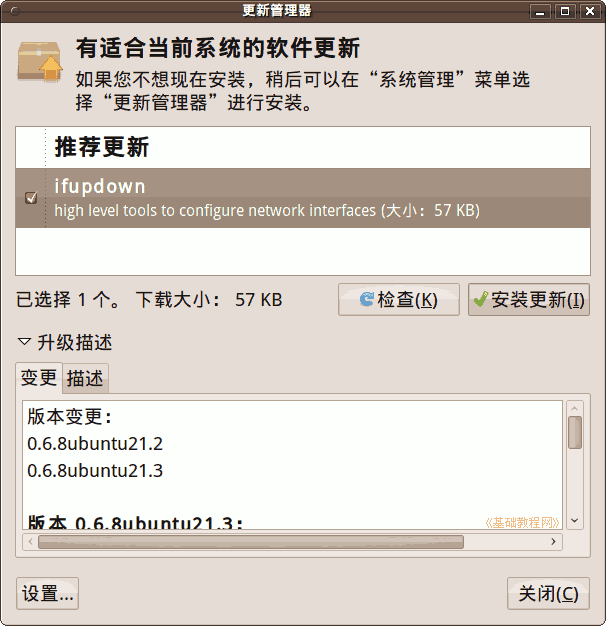 更新管理器
有适合当前系统的软件更新
如果您不想现在安装，稍后可以在“系统管理”菜单选
择“更新管理器”进行安装。
推荐更新
ifupdown
high level tools to configure network interfaces (大小：57 KB)
已选择 1 个。 下载大小： 57 KB
检查(K)
安装更新(I)
升级描述
变更 描述
版本变更：
0.6.8ubuntu21.2
0.6.8ubuntu21.3
版本 0.6.8ubuntu21.3：
《基础教程网》
设置...
关闭(C)